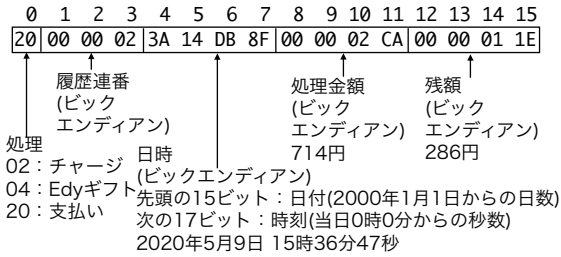 0 1 2 3 4 5 6 7 8 9 10 11 12 13 14 15
20 00 00 02 3A 14 DB 8F 00 00 02 CA 00 00 01 1E
履歴連番
(ビック
エンディアン)
処理金額
(ビック
エンディアン)
714円
残額
(ビック
エンディアン)
286円
処理
02：チャージ
04：Edyギフト
20：支払い
日時
(ビックエンディアン)
先頭の15ビット：日付(2000年1月1日からの日数)
次の17ビット：時刻(当日0時0分からの秒数)
2020年5月9日 15時36分47秒